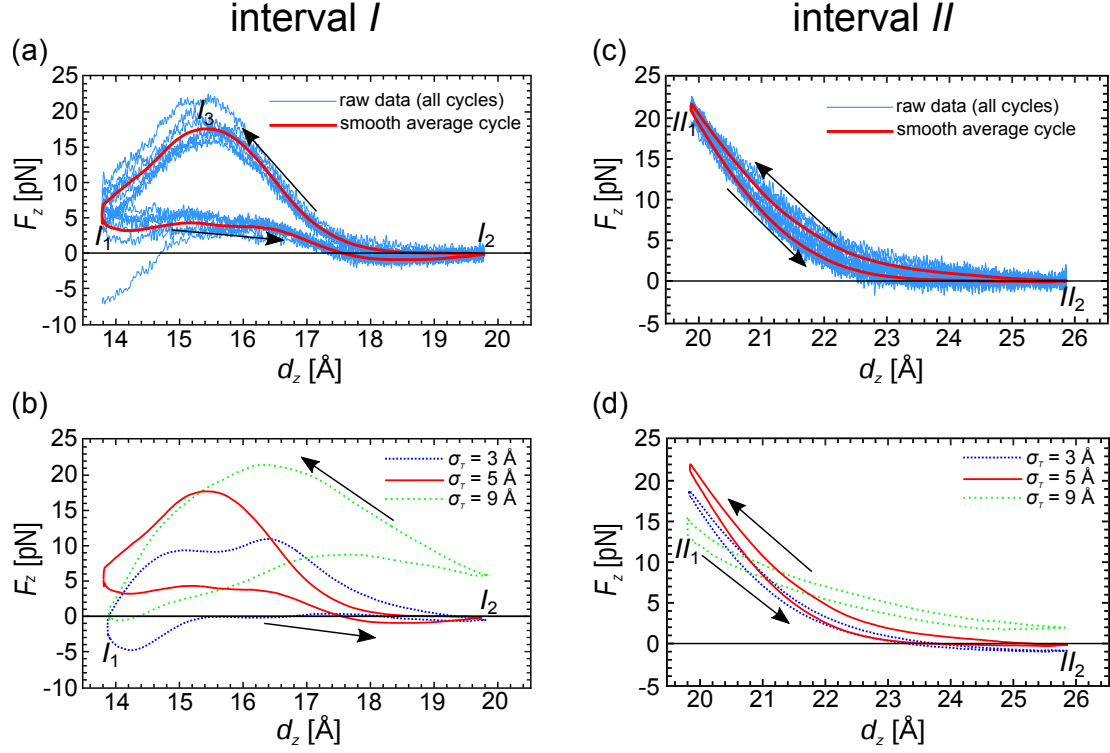 interval I
interval II
(a)
25
20
15
10
5
0
-5
-10
F_z [pN]
raw data (all cycles)
smooth average cycle
I_3
I_1
I_2
14 15 16 17 18 19 20
d_z [Å]
(c)
25
20
15
10
5
0
-5
F_z [pN]
raw data (all cycles)
smooth average cycle
II_1
II_2
20 21 22 23 24 25 26
d_z [Å]
(b)
25
20
15
10
5
0
-5
-10
F_z [pN]
σ_T = 3 Å
σ_T = 5 Å
σ_T = 9 Å
I_1
I_2
14 15 16 17 18 19 20
d_z [Å]
(d)
25
20
15
10
5
0
-5
F_z [pN]
σ_T = 3 Å
σ_T = 5 Å
σ_T = 9 Å
II_1
II_2
20 21 22 23 24 25 26
d_z [Å]